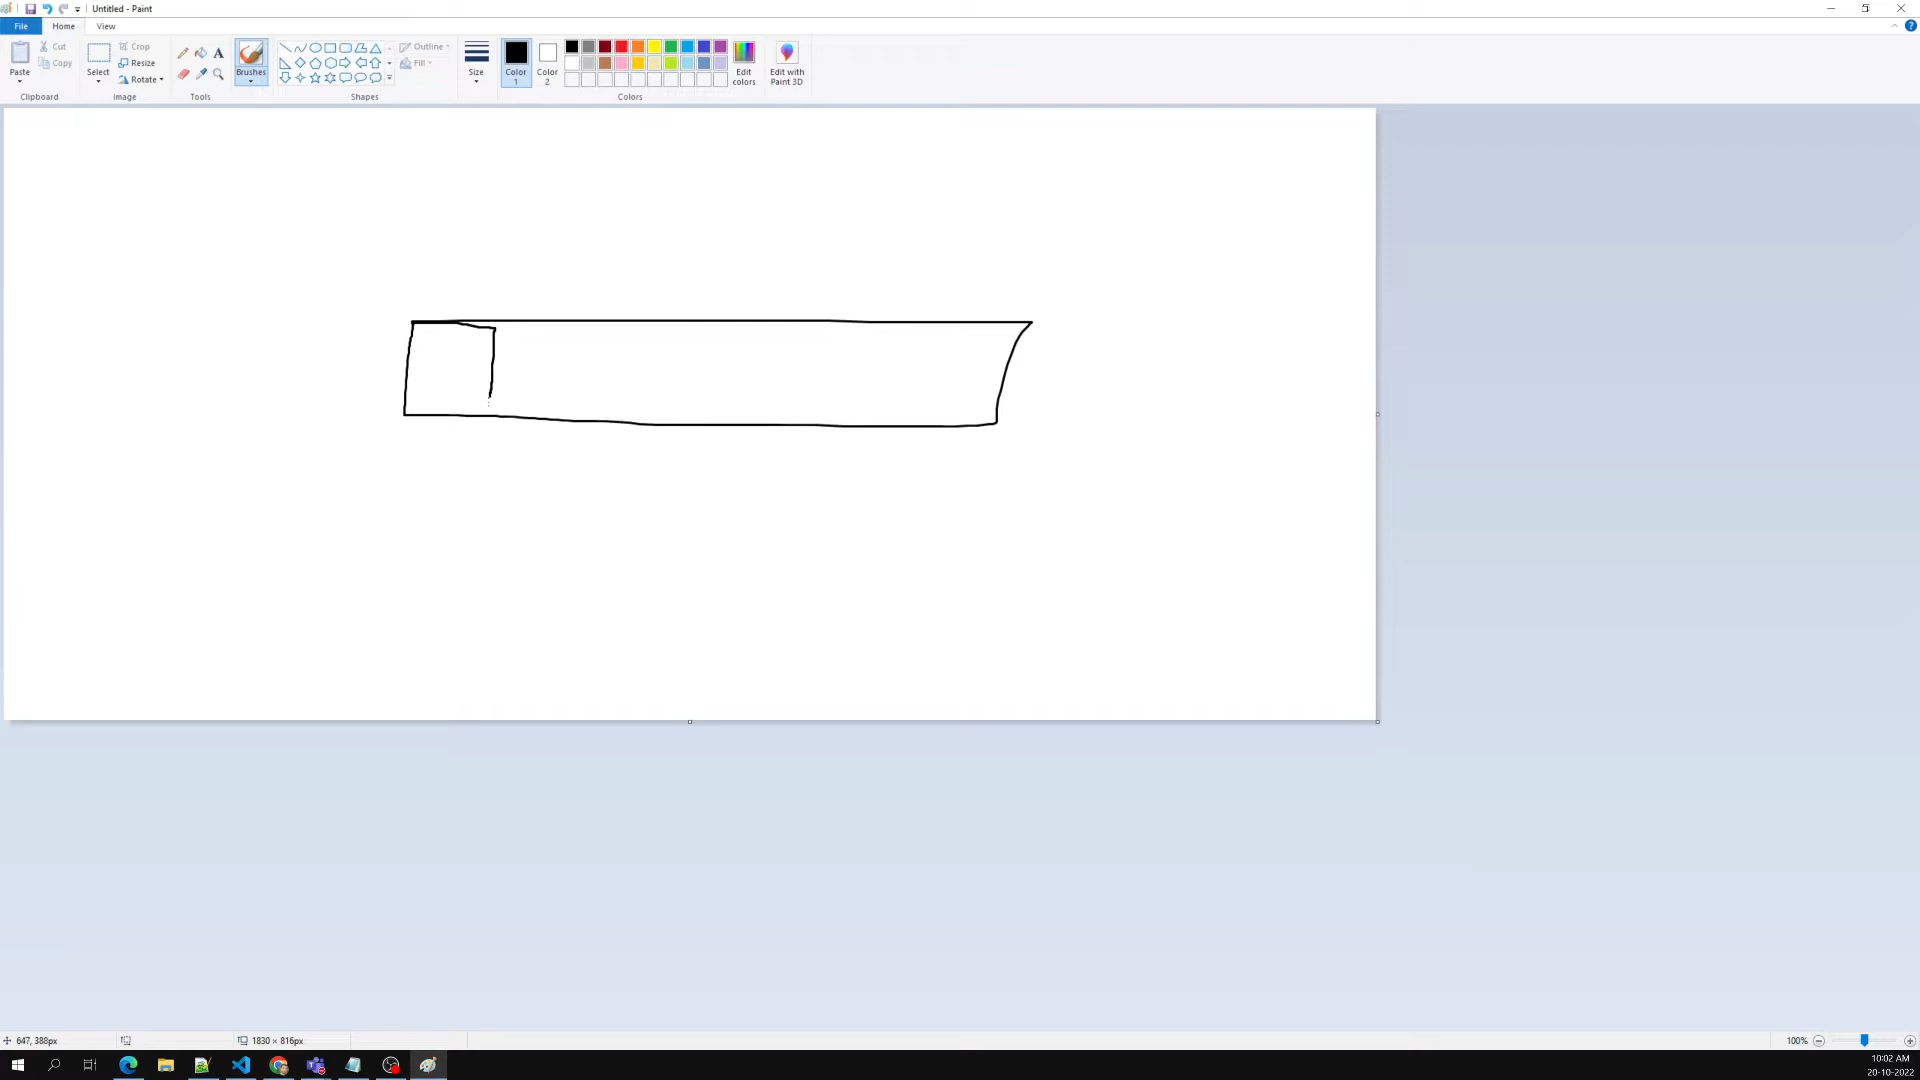 Untitled - Paint
File Home View
Paste
Cut
Copy
Clipboard
Select
Crop
Resize
Rotate
Image
A
Tools
Brushes
Outline
Fill
Shapes
Size
Color 1
Color 2
Edit colors
Edit with Paint 3D
Colors
647, 388px
1830 × 816px
100%
10:02 AM
20-10-2022